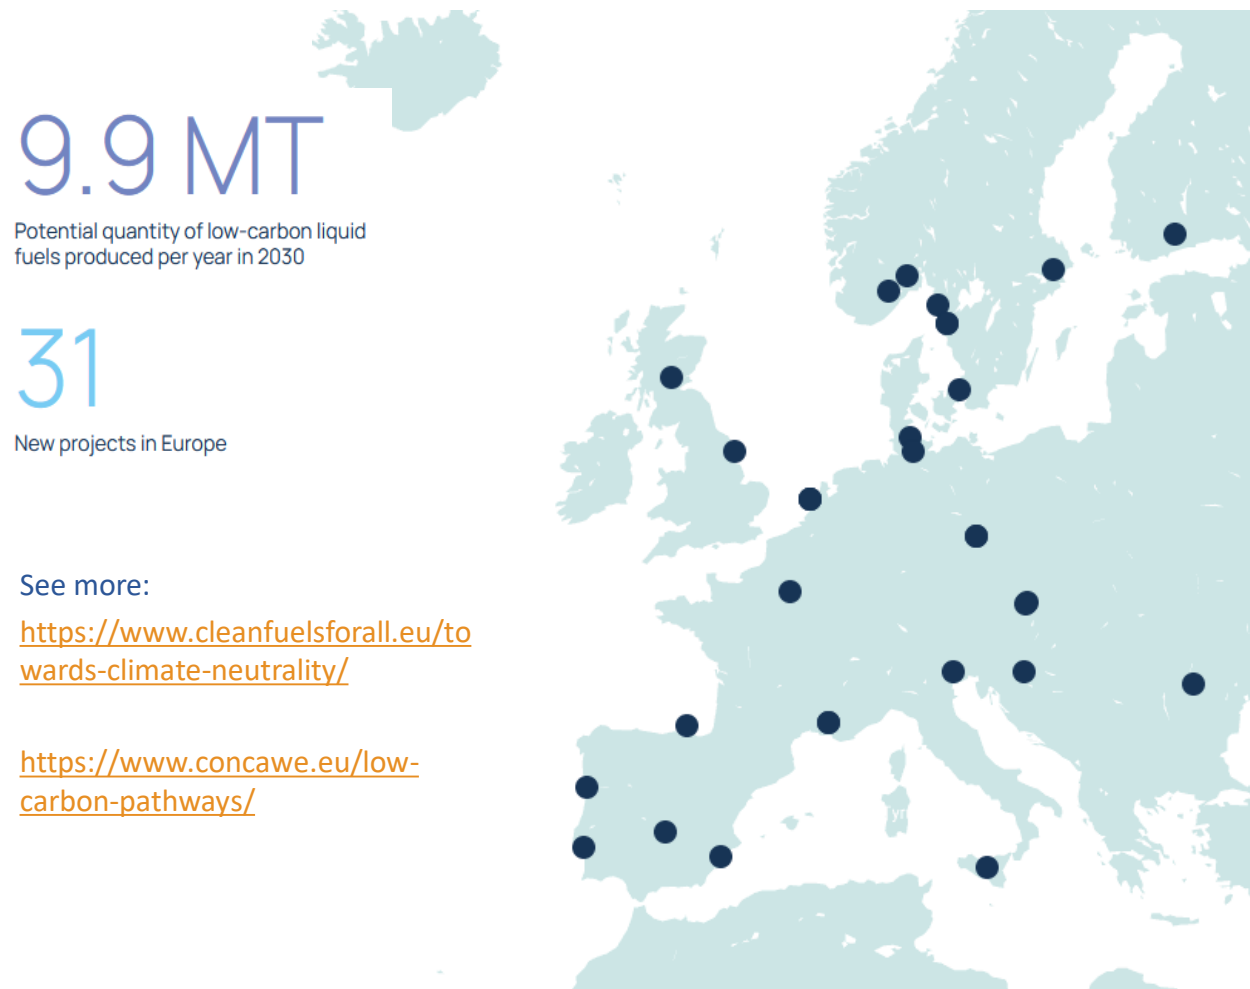 9.9 MT
Potential quantity of low-carbon liquid
fuels produced per year in 2030
31
New projects in Europe
See more:
https://www.cleanfuelsforall.eu/to
wards-climate-neutrality/
https://www.concawe.eu/low-
carbon-pathways/